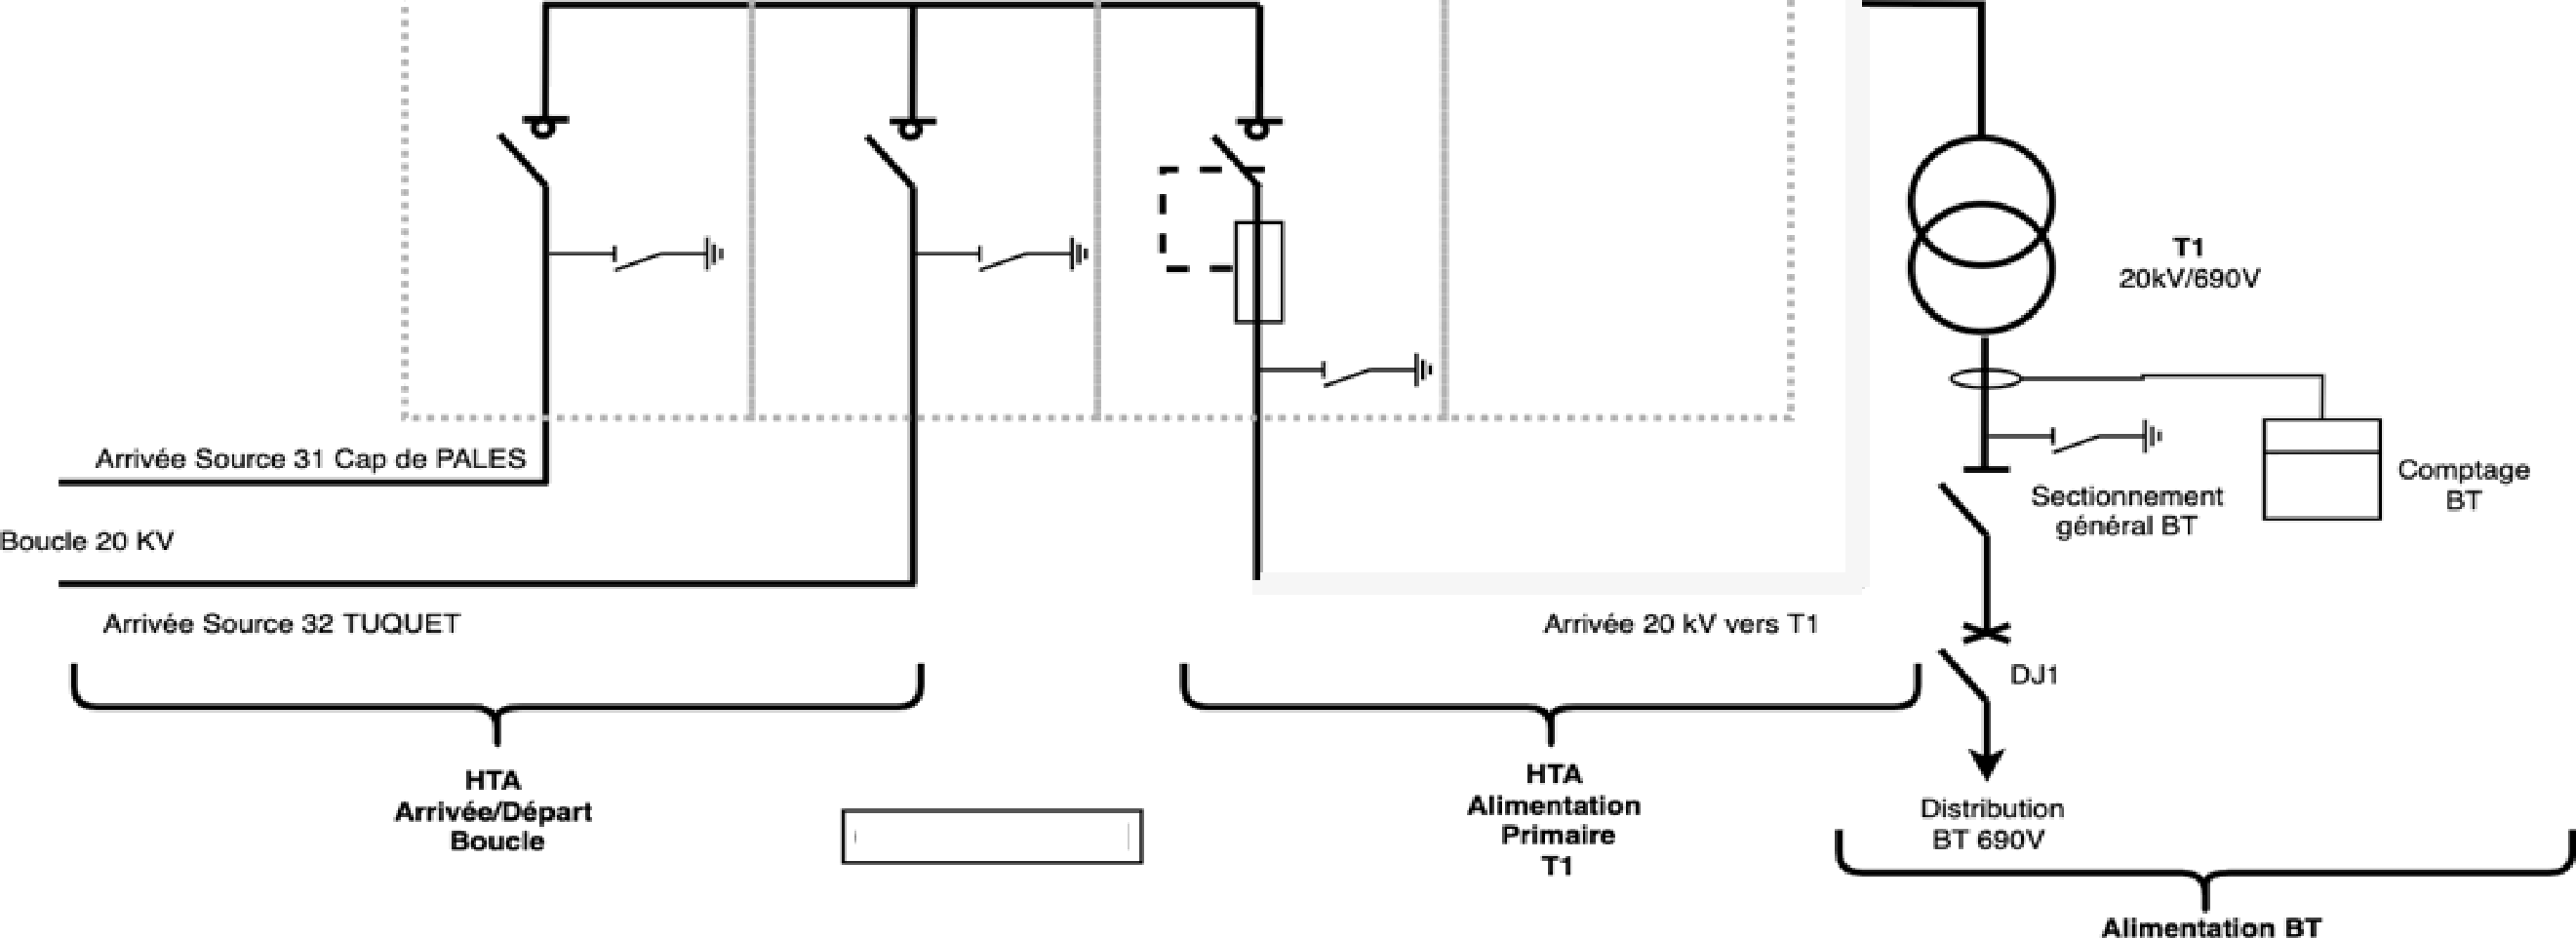 T1
20kV/690V
Arrivée Source 31 Cap de PALES
Boucle 20 KV
Arrivée Source 32 TUQUET
Arrivée 20 kV vers T1
Sectionnement
général BT
Comptage
BT
DJ1
HTA
Arrivée/Départ
Boucle
HTA
Alimentation
Primaire
T1
Distribution
BT 690V
Alimentation BT